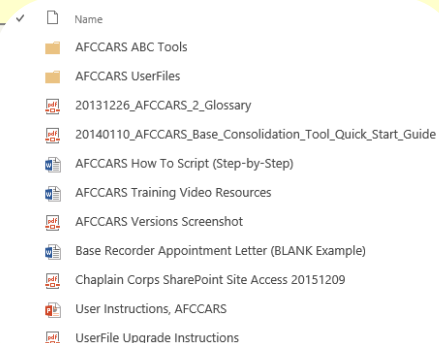 Name
AFCCARS ABC Tools
AFCCARS UserFiles
20131226_AFCCARS_2_Glossary
20140110_AFCCARS_Base_Consolidation_Tool_Quick_Start_Guide
AFCCARS How To Script (Step-by-Step)
AFCCARS Training Video Resources
AFCCARS Versions Screenshot
Base Recorder Appointment Letter (BLANK Example)
Chaplain Corps SharePoint Site Access 20151209
User Instructions, AFCCARS
UserFile Upgrade Instructions